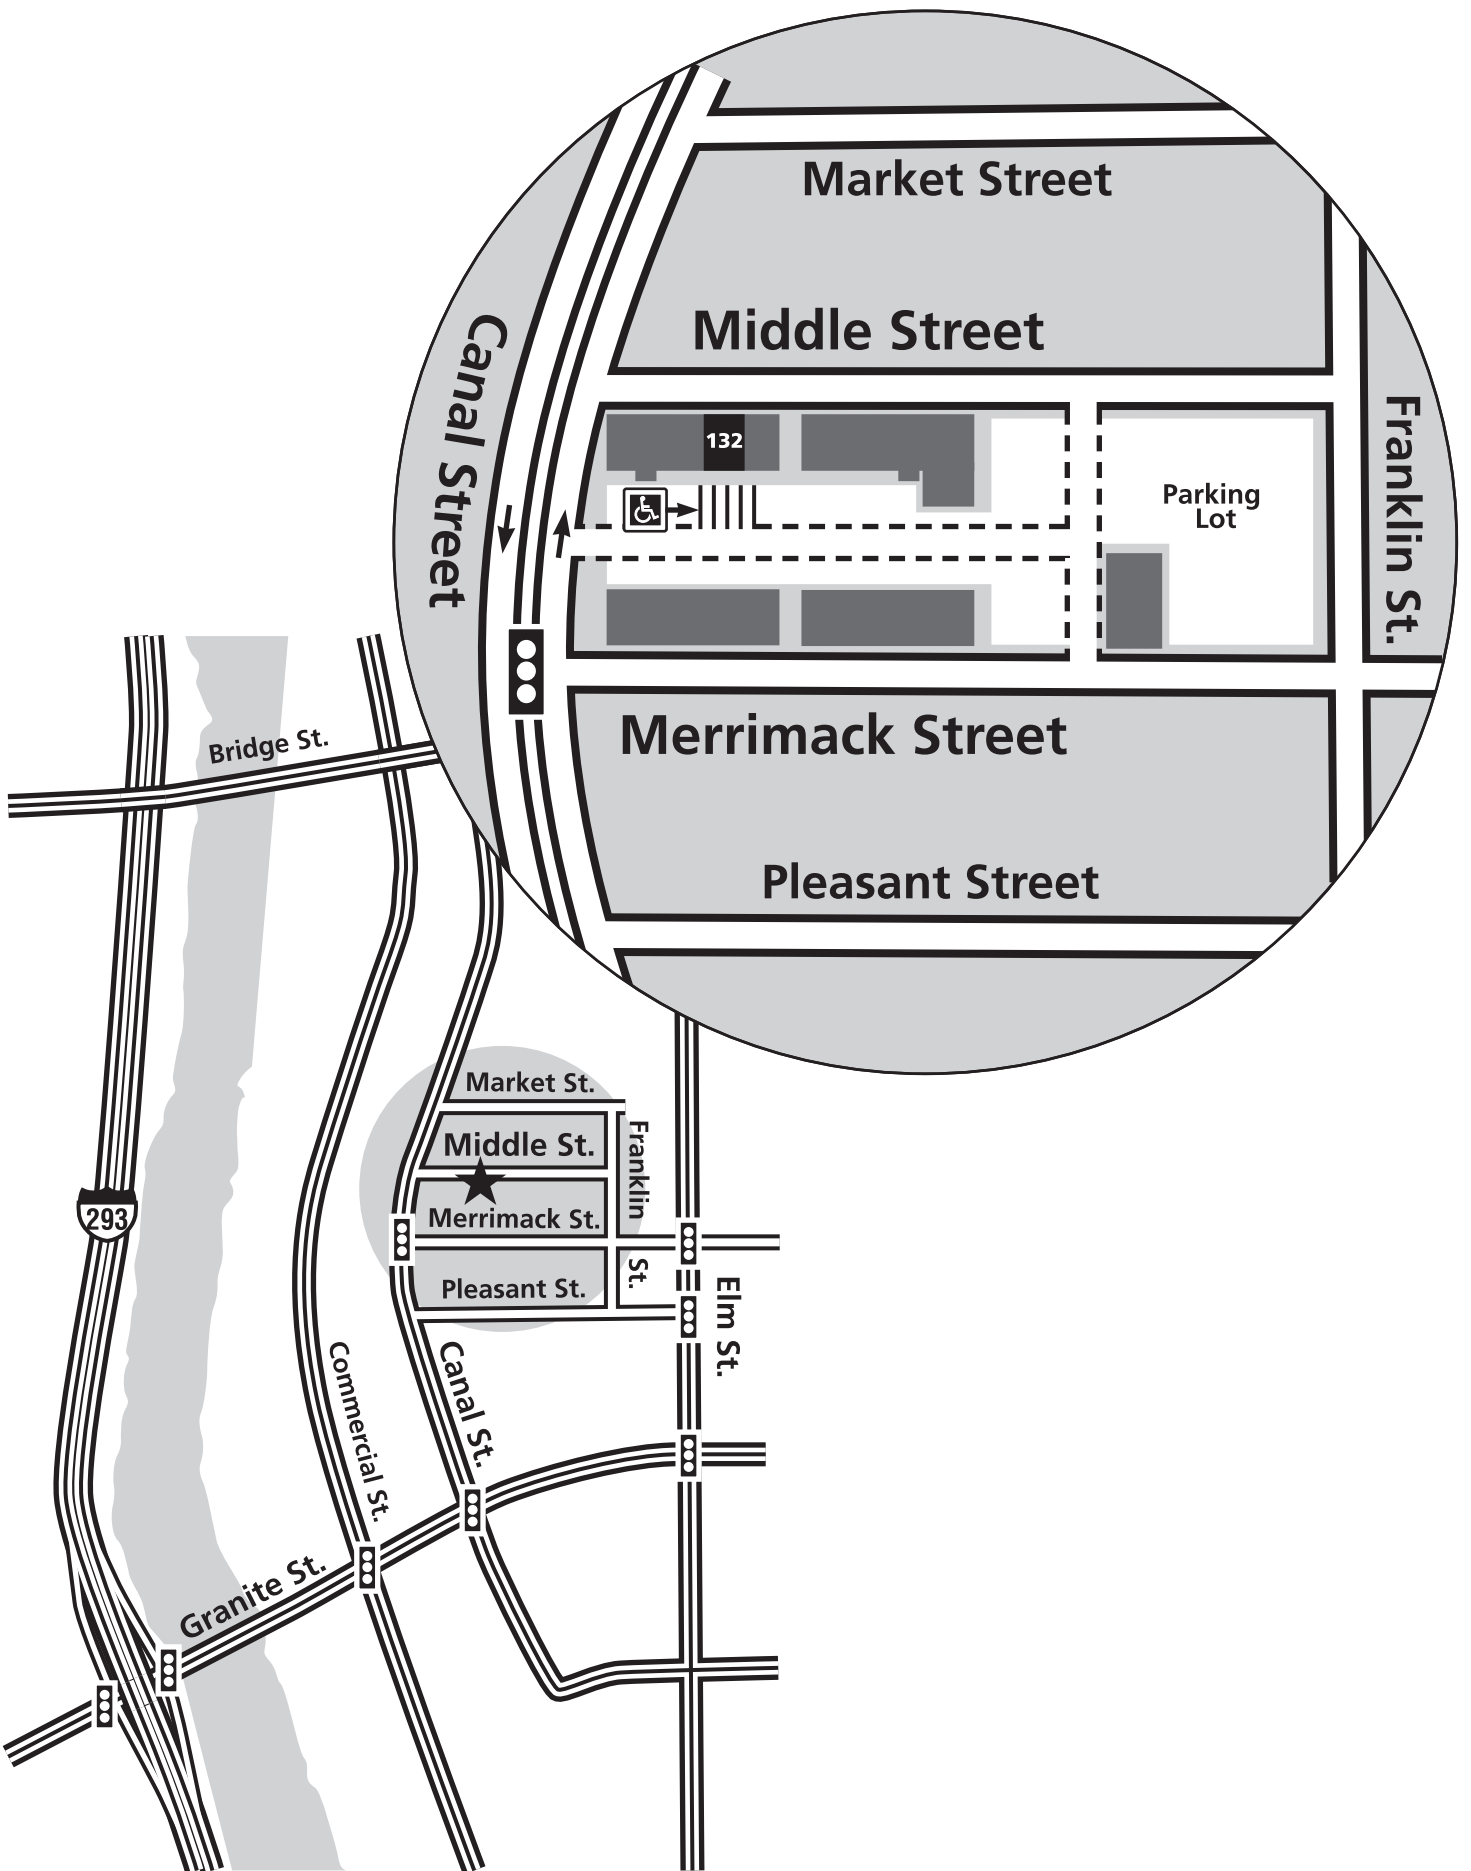 Market Street
Middle Street
Canal Street
132
Franklin St.
Parking
Lot
Merrimack Street
Bridge St.
Pleasant Street
Market St.
Middle St.
Franklin
St.
Merrimack St.
293
Pleasant St.
Elm St.
Commercial St.
Canal St.
Granite St.